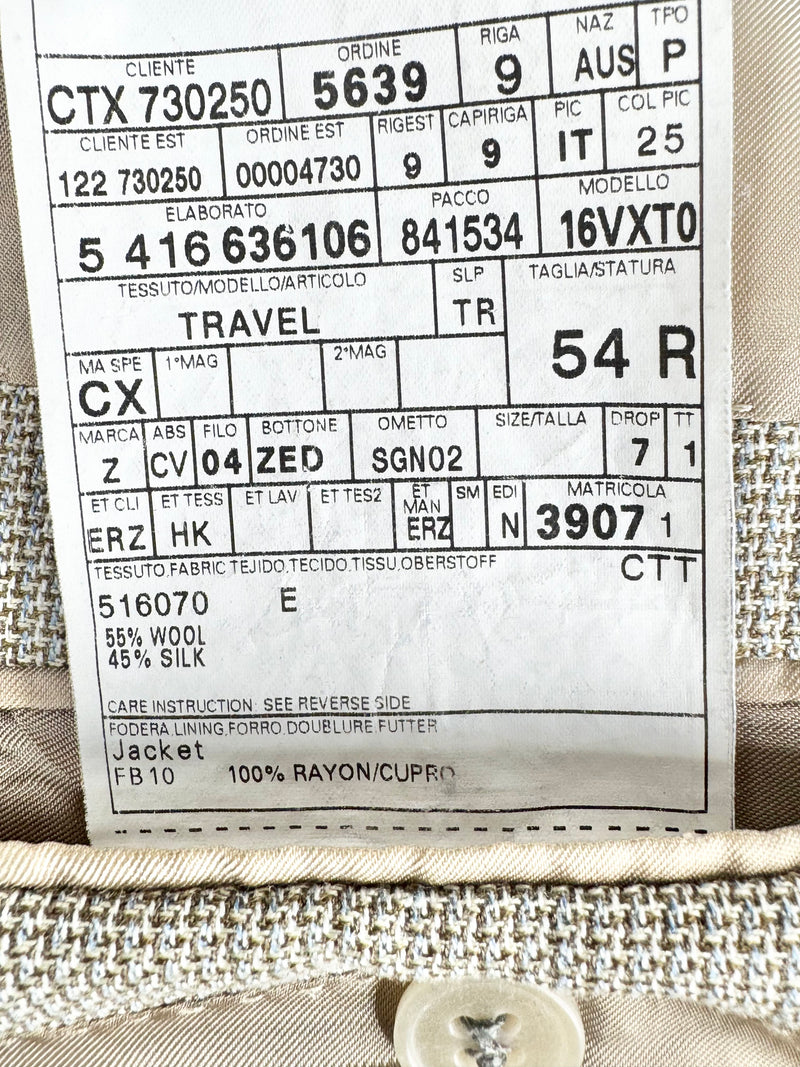 CLIENTE ORDINE RIGA NAZ TPO
CTX 730250 5639 9 AUS P
CLIENTE EST ORDINE EST RIGEST CAPIRIGA PIC COL PIC
122 730250 00004730 9 9 IT 25
ELABORATO PACCO MODELLO
5 416 636106 841534 16VXT0
TESSUTO/MODELLO/ARTICOLO SLP TAGLIA/STATURA
TRAVEL TR 54 R
MA SPE 1°MAG 2°MAG
CX
MARCA ABS FILO BOTTONE OMETTO SIZE/TALLA DROP TT
Z CV 04 ZED SGN02 7 1
ET CLI ET TESS ET LAV ET TES2 ET MAN SM EDI MATRICOLA
ERZ HK ERZ N 3907 1
TESSUTO,FABRIC,TEJIDO,TECIDO,TISSU,OBERSTOFF CTT
516070 E
55% WOOL
45% SILK
CARE INSTRUCTION: SEE REVERSE SIDE
FODERA,LINING,FORRO,DOUBLURE,FUTTER
Jacket
FB10 100% RAYON/CUPRO